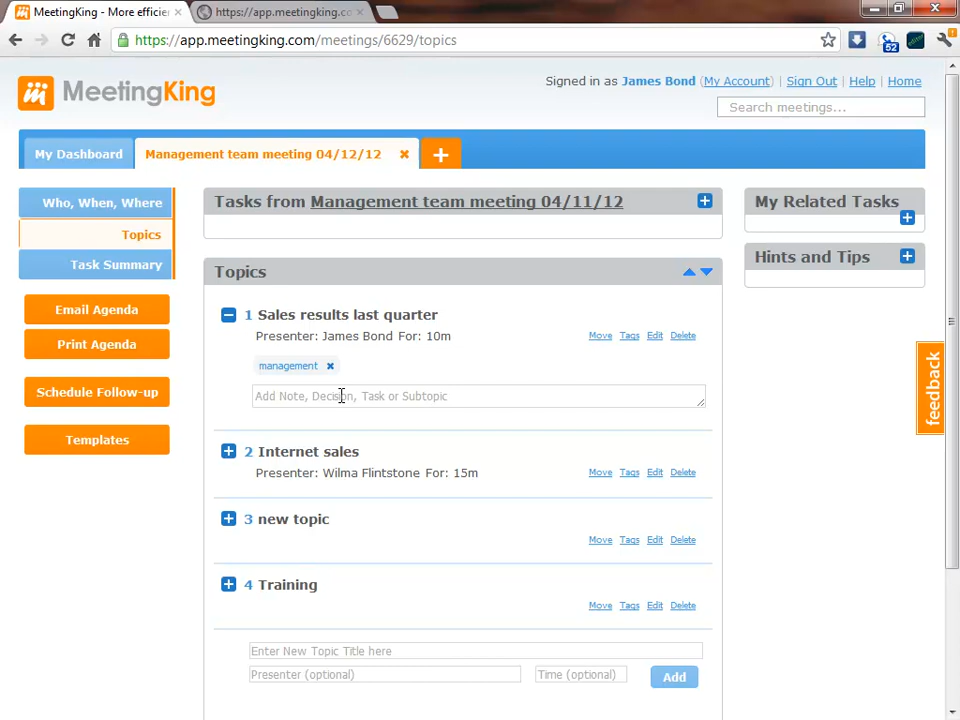 MeetingKing - More efficie
https://app.meetingking.co
https://app.meetingking.com/meetings/6629/topics
52
MeetingKing
Signed in as James Bond (My Account) | Sign Out | Help | Home
Search meetings...
My Dashboard
Management team meeting 04/12/12
Who, When, Where
Topics
Task Summary
Email Agenda
Print Agenda
Schedule Follow-up
Templates
Tasks from Management team meeting 04/11/12
Topics
1 Sales results last quarter
Presenter: James Bond For: 10m
Move Tags Edit Delete
management
Add Note, Decision, Task or Subtopic
2 Internet sales
Presenter: Wilma Flintstone For: 15m
Move Tags Edit Delete
3 new topic
Move Tags Edit Delete
4 Training
Move Tags Edit Delete
Enter New Topic Title here
Presenter (optional)
Time (optional)
Add
My Related Tasks
Hints and Tips
feedback